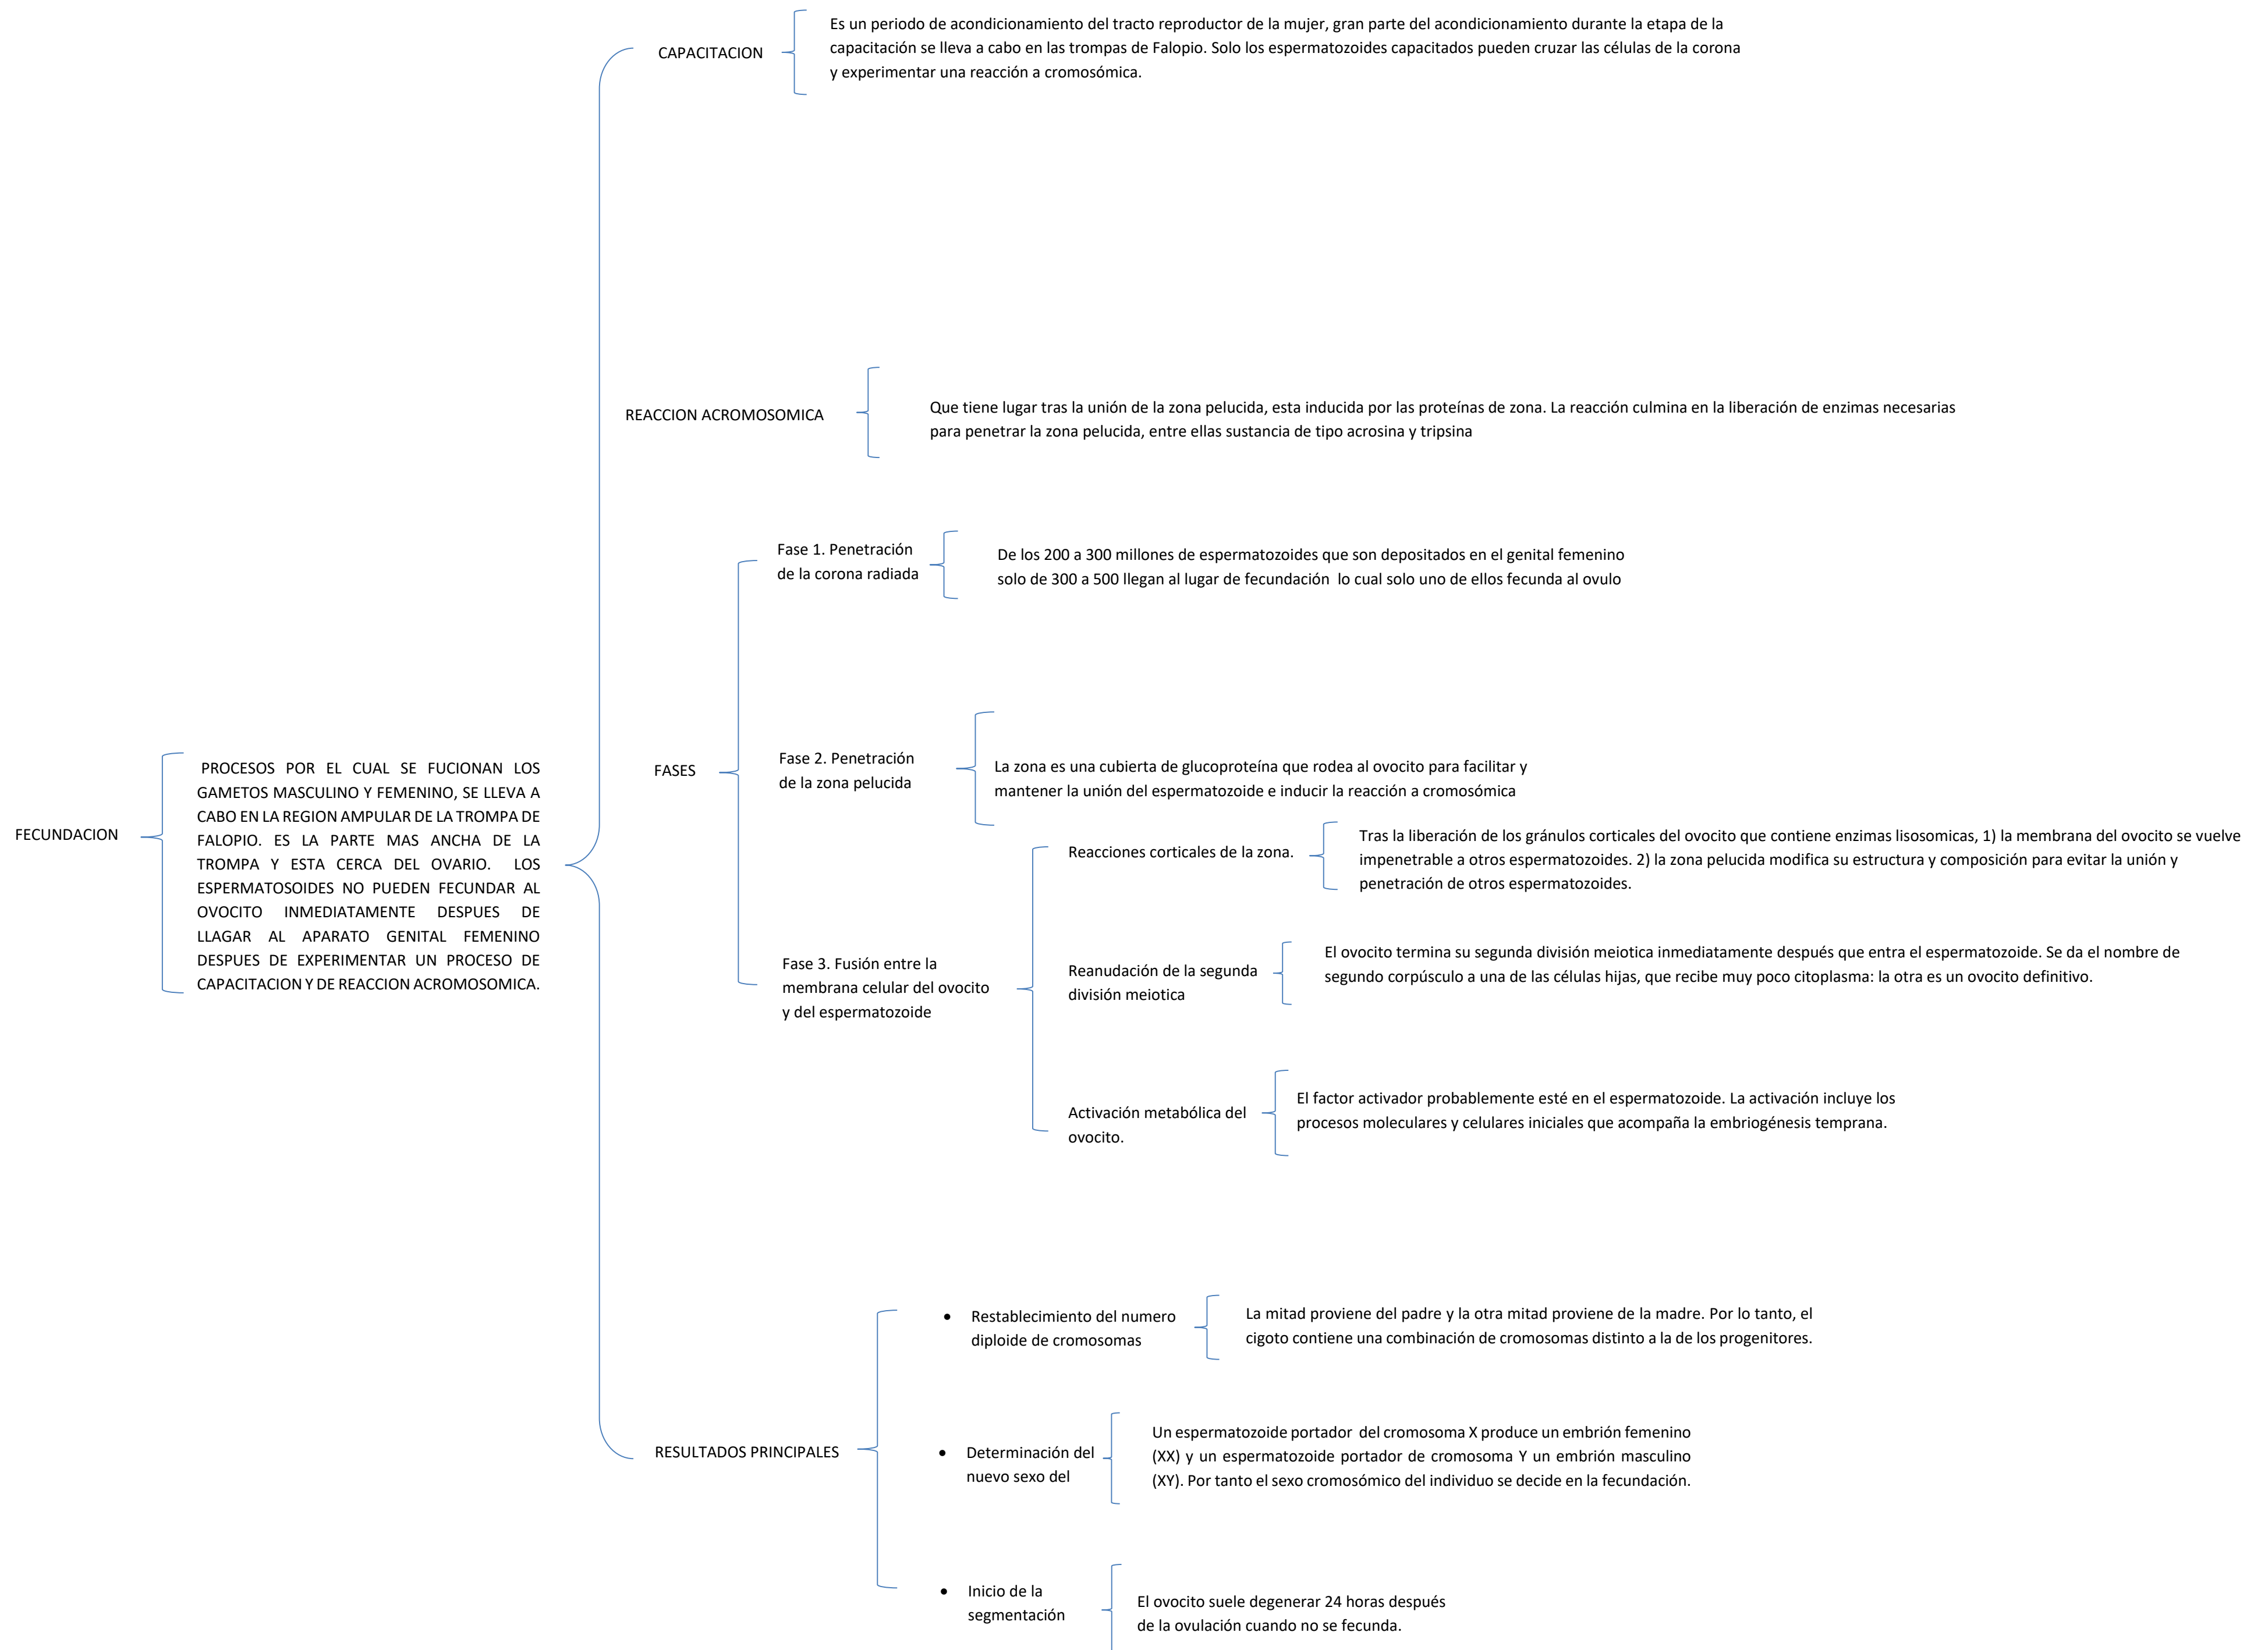 FECUNDACION
PROCESOS POR EL CUAL SE FUCIONAN LOS
GAMETOS MASCULINO Y FEMENINO, SE LLEVA A
CABO EN LA REGION AMPULAR DE LA TROMPA DE
FALOPIO. ES LA PARTE MAS ANCHA DE LA
TROMPA Y ESTA CERCA DEL OVARIO. LOS
ESPERMATOSOIDES NO PUEDEN FECUNDAR AL
OVOCITO INMEDIATAMENTE DESPUES DE
LLAGAR AL APARATO GENITAL FEMENINO
DESPUES DE EXPERIMENTAR UN PROCESO DE
CAPACITACION Y DE REACCION ACROMOSOMICA.
CAPACITACION
Es un periodo de acondicionamiento del tracto reproductor de la mujer, gran parte del acondicionamiento durante la etapa de la
capacitación se lleva a cabo en las trompas de Falopio. Solo los espermatozoides capacitados pueden cruzar las células de la corona
y experimentar una reacción a cromosómica.
REACCION ACROMOSOMICA
Que tiene lugar tras la unión de la zona pelucida, esta inducida por las proteínas de zona. La reacción culmina en la liberación de enzimas necesarias
para penetrar la zona pelucida, entre ellas sustancia de tipo acrosina y tripsina
FASES
Fase 1. Penetración
de la corona radiada
De los 200 a 300 millones de espermatozoides que son depositados en el genital femenino
solo de 300 a 500 llegan al lugar de fecundación lo cual solo uno de ellos fecunda al ovulo
Fase 2. Penetración
de la zona pelucida
La zona es una cubierta de glucoproteína que rodea al ovocito para facilitar y
mantener la unión del espermatozoide e inducir la reacción a cromosómica
Fase 3. Fusión entre la
membrana celular del ovocito
y del espermatozoide
Reacciones corticales de la zona.
Tras la liberación de los gránulos corticales del ovocito que contiene enzimas lisosomicas, 1) la membrana del ovocito se vuelve
impenetrable a otros espermatozoides. 2) la zona pelucida modifica su estructura y composición para evitar la unión y
penetración de otros espermatozoides.
Reanudación de la segunda
división meiotica
El ovocito termina su segunda división meiotica inmediatamente después que entra el espermatozoide. Se da el nombre de
segundo corpúsculo a una de las células hijas, que recibe muy poco citoplasma: la otra es un ovocito definitivo.
Activación metabólica del
ovocito.
El factor activador probablemente esté en el espermatozoide. La activación incluye los
procesos moleculares y celulares iniciales que acompaña la embriogénesis temprana.
RESULTADOS PRINCIPALES
• Restablecimiento del numero
diploide de cromosomas
La mitad proviene del padre y la otra mitad proviene de la madre. Por lo tanto, el
cigoto contiene una combinación de cromosomas distinto a la de los progenitores.
• Determinación del
nuevo sexo del
Un espermatozoide portador del cromosoma X produce un embrión femenino
(XX) y un espermatozoide portador de cromosoma Y un embrión masculino
(XY). Por tanto el sexo cromosómico del individuo se decide en la fecundación.
• Inicio de la
segmentación
El ovocito suele degenerar 24 horas después
de la ovulación cuando no se fecunda.